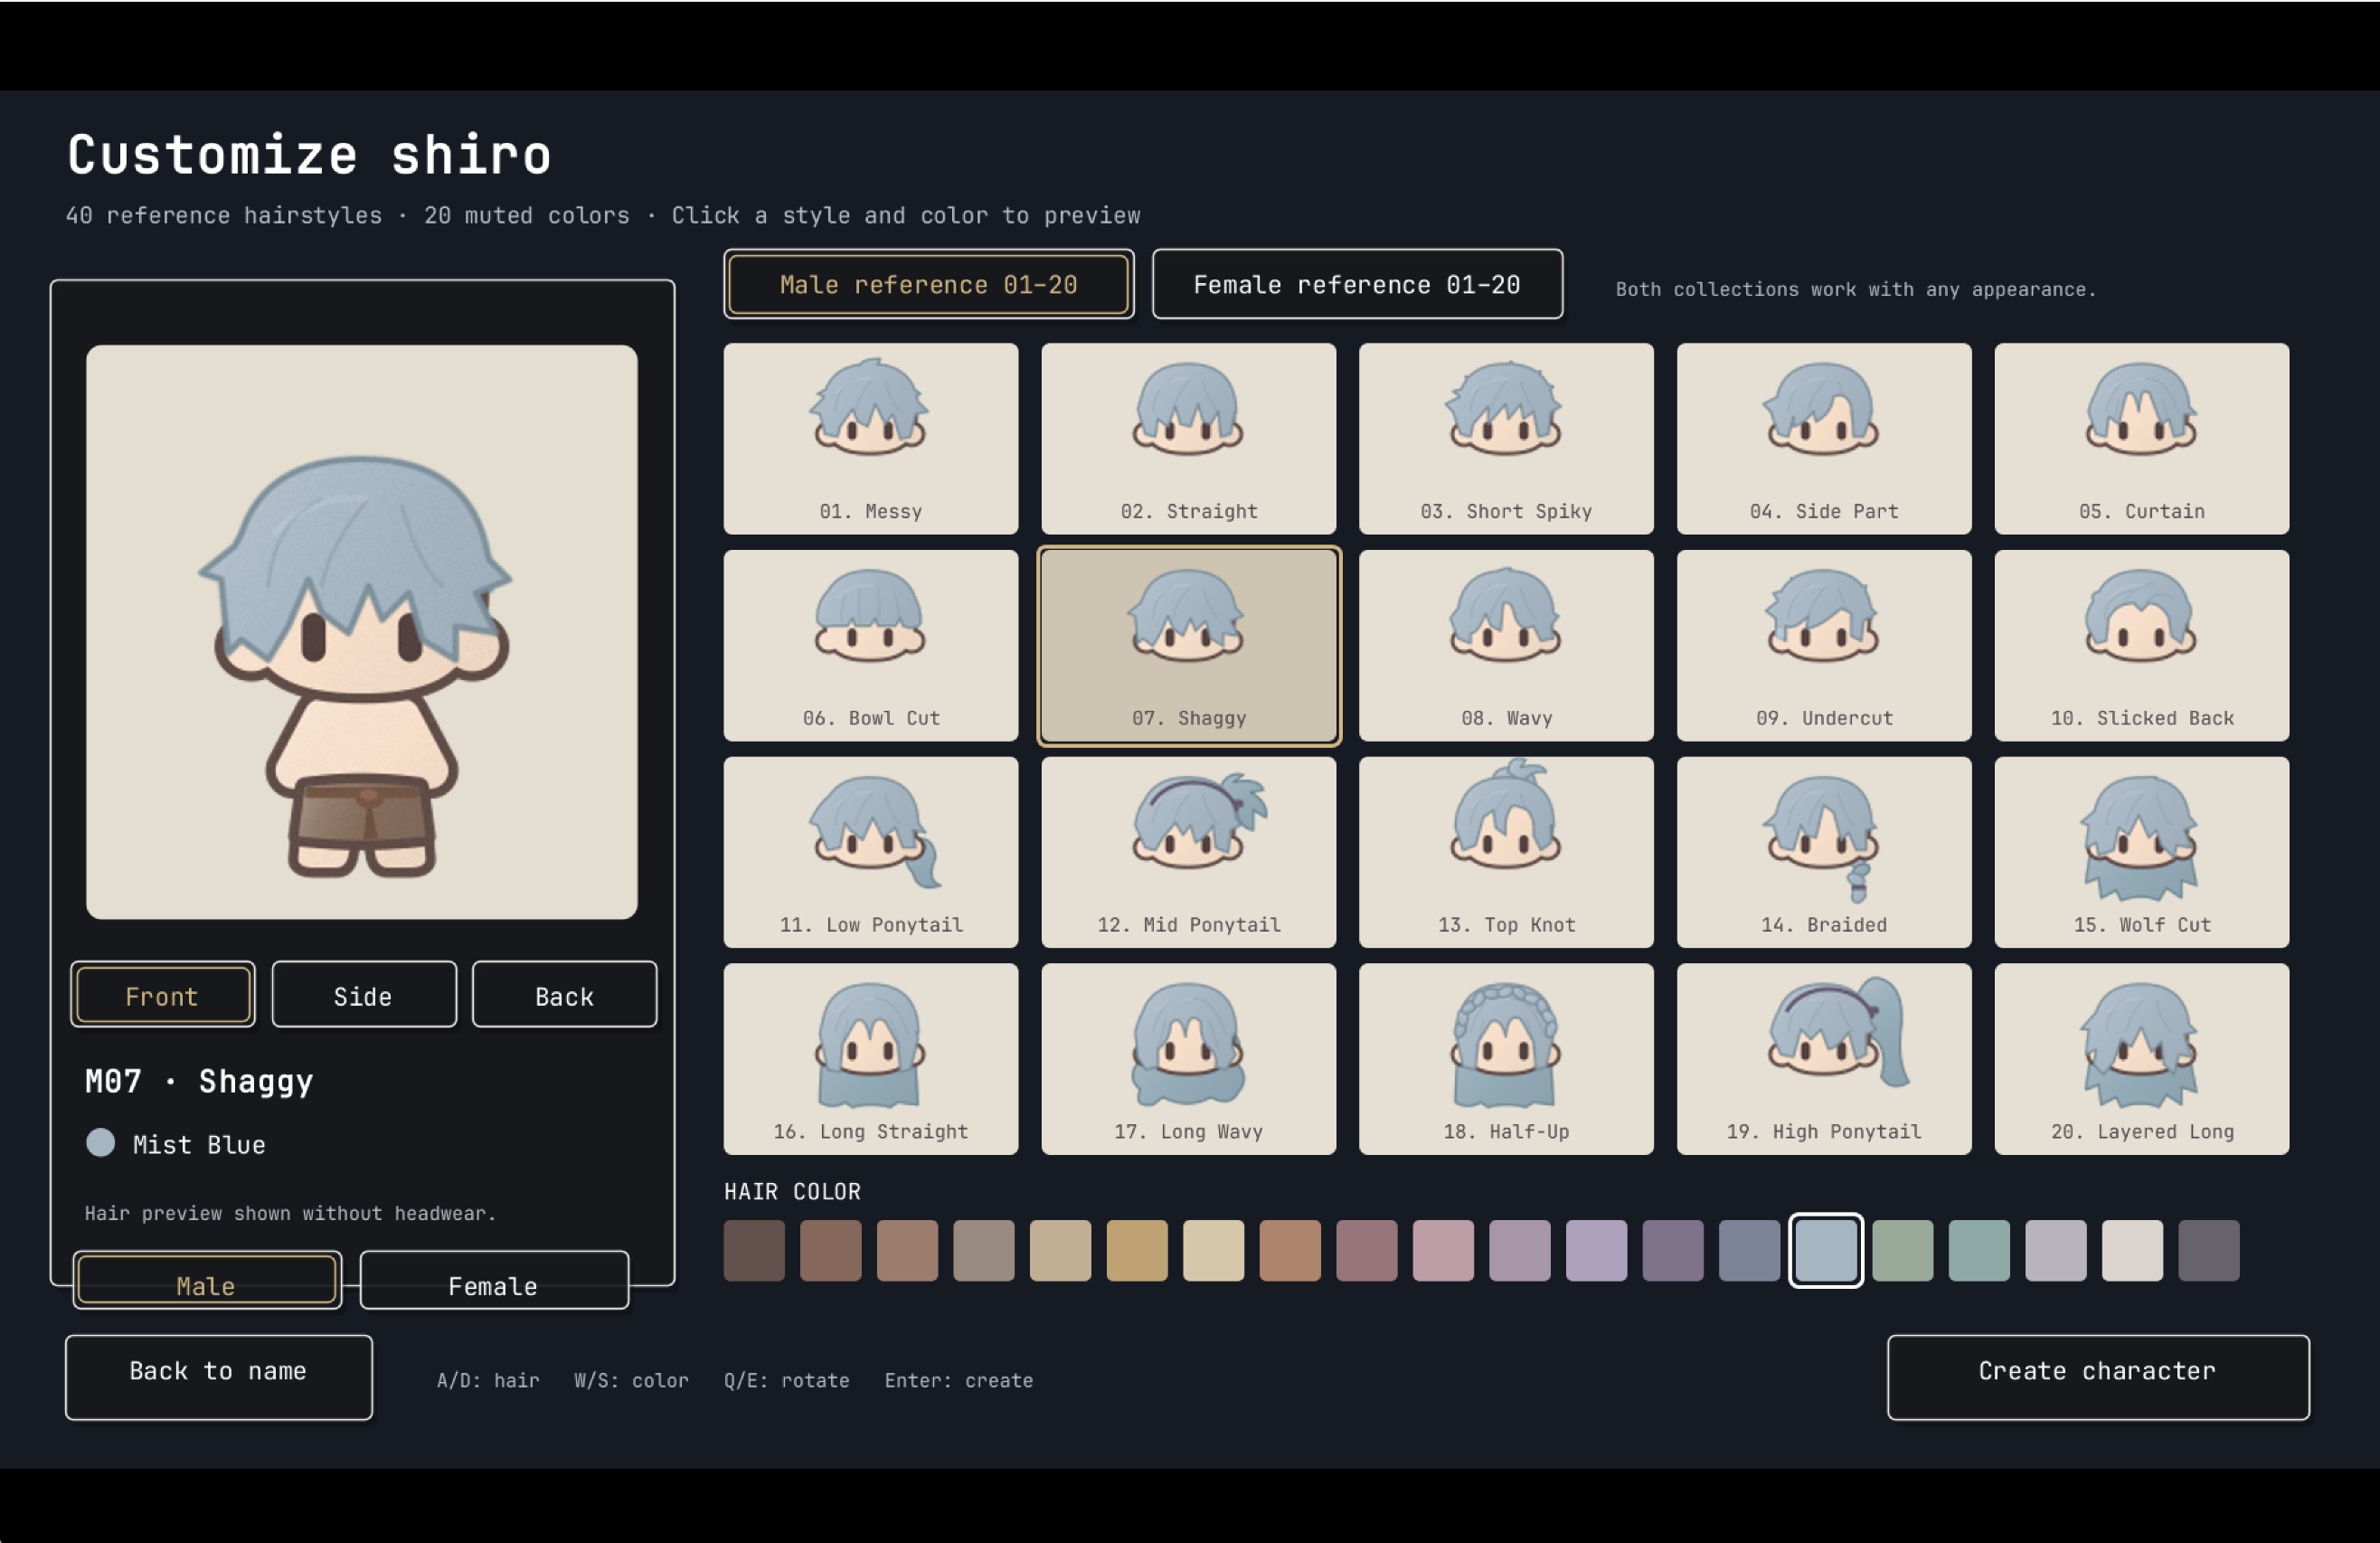 Customize shiro
40 reference hairstyles · 20 muted colors · Click a style and color to preview
Male reference 01–20
Female reference 01–20
Both collections work with any appearance.
01. Messy
02. Straight
03. Short Spiky
04. Side Part
05. Curtain
06. Bowl Cut
07. Shaggy
08. Wavy
09. Undercut
10. Slicked Back
11. Low Ponytail
12. Mid Ponytail
13. Top Knot
14. Braided
15. Wolf Cut
16. Long Straight
17. Long Wavy
18. Half-Up
19. High Ponytail
20. Layered Long
Front
Side
Back
M07 · Shaggy
Mist Blue
Hair preview shown without headwear.
Male
Female
HAIR COLOR
Back to name
A/D: hair W/S: color Q/E: rotate Enter: create
Create character